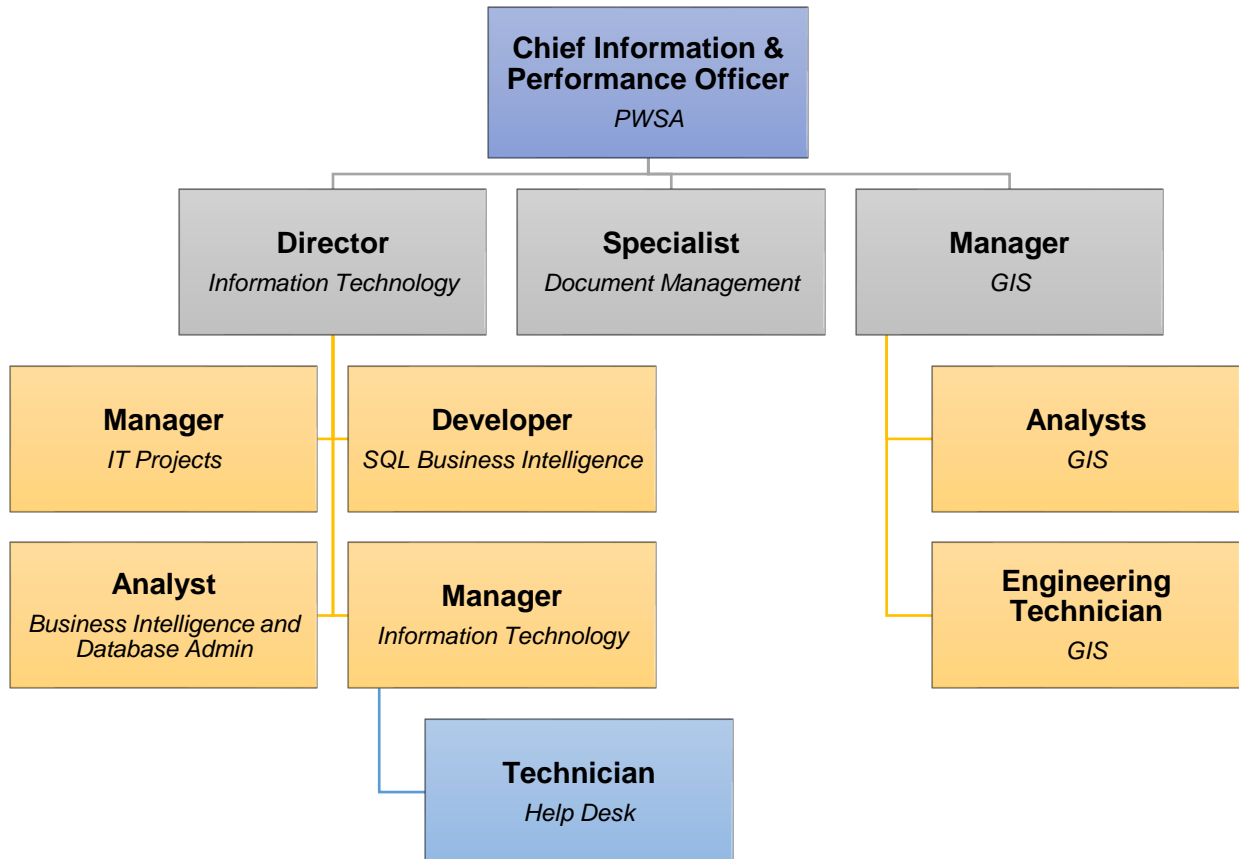 Chief Information &
Performance Officer
PWSA
Director
Information Technology
Specialist
Document Management
Manager
GIS
Manager
IT Projects
Developer
SQL Business Intelligence
Analysts
GIS
Analyst
Business Intelligence and
Database Admin
Manager
Information Technology
Engineering
Technician
GIS
Technician
Help Desk